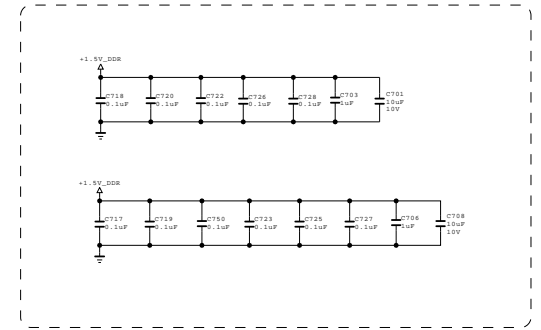 +1.5V_DDR
C718
0.1uF
C720
0.1uF
C722
0.1uF
C726
0.1uF
C728
0.1uF
C703
1uF
C701
10uF
10V
+1.5V_DDR
C717
0.1uF
C719
0.1uF
C750
0.1uF
C723
0.1uF
C725
0.1uF
C727
0.1uF
C706
1uF
C708
10uF
10V